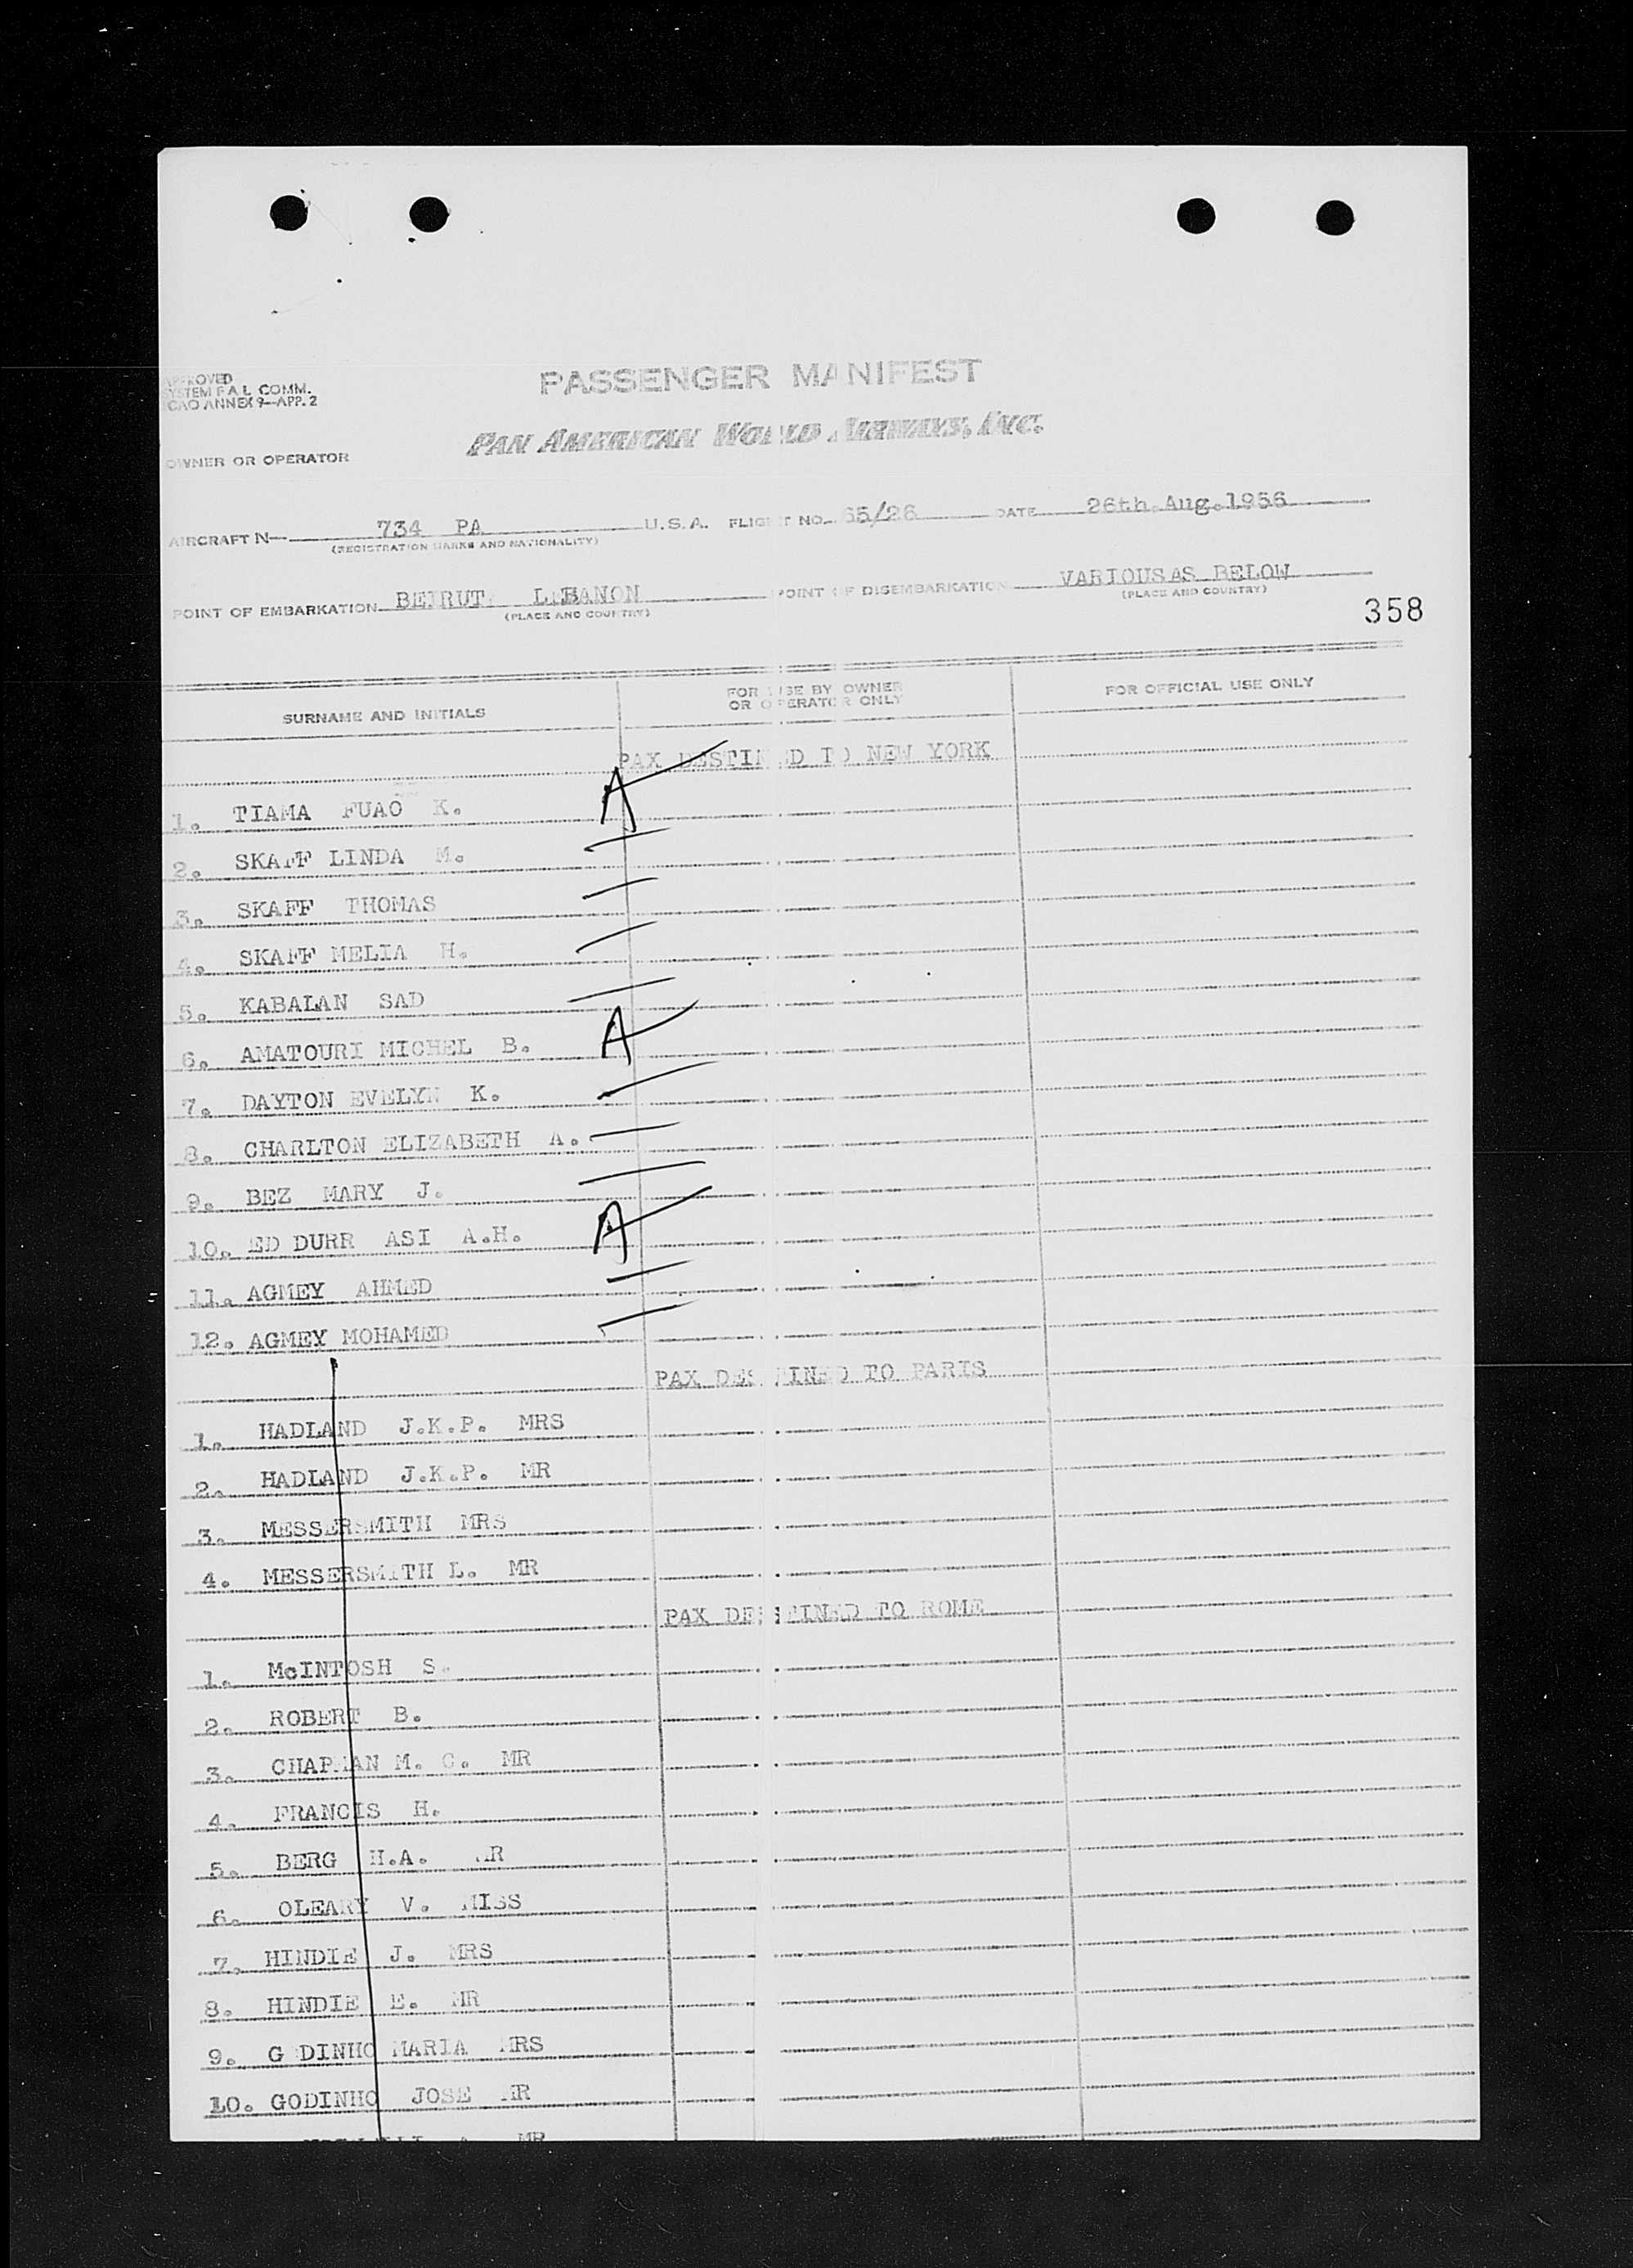 PASSENGER MANIFEST
APPROVED
SYSTEM F A L COMM.
ICAO ANNEX 9—APP. 2
PAN AMERICAN WORLD AIRWAYS, INC.
OWNER OR OPERATOR
AIRCRAFT N— 734 PA U.S.A. FLIGHT NO. 65/26 DATE 26th.Aug.1956
(REGISTRATION MARKS AND NATIONALITY)
POINT OF EMBARKATION BEIRUT LEBANON POINT OF DISEMBARKATION VARIOUS AS BELOW
(PLACE AND COUNTRY) (PLACE AND COUNTRY)
358
SURNAME AND INITIALS FOR USE BY OWNER OR OPERATOR ONLY FOR OFFICIAL USE ONLY
PAX DESTINED TO NEW YORK
1. TIAMA FUAO K. A
2. SKAFF LINDA M.
3. SKAFF THOMAS
4. SKAFF MELIA H.
5. KABALAN SAD
6. AMATOURI MICHEL B. A
7. DAYTON EVELYN K.
8. CHARLTON ELIZABETH A.
9. BEZ MARY J.
10. ED DURR ASI A.H. A
11. AGMEY AHMED
12. AGMEY MOHAMED
PAX DESTINED TO PARIS
1. HADLAND J.K.P. MRS
2. HADLAND J.K.P. MR
3. MESSERSMITH MRS
4. MESSERSMITH L. MR
PAX DESTINED TO ROME
1. McINTOSH S.
2. ROBERT B.
3. CHAPMAN M. G. MR
4. FRANCIS H.
5. BERG H.A. MR
6. OLEARY V. MISS
7. HINDIE J. MRS
8. HINDIE E. MR
9. GODINHO MARIA MRS
10. GODINHO JOSE MR
MR